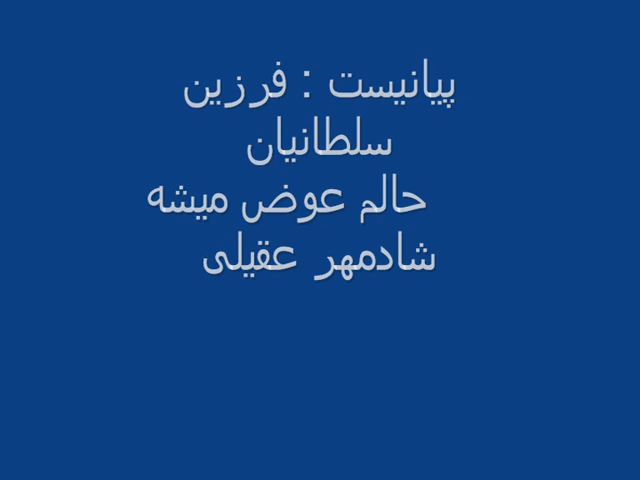 پیانیست : فرزین
سلطانیان
حالم عوض میشه
شادمهر عقیلی